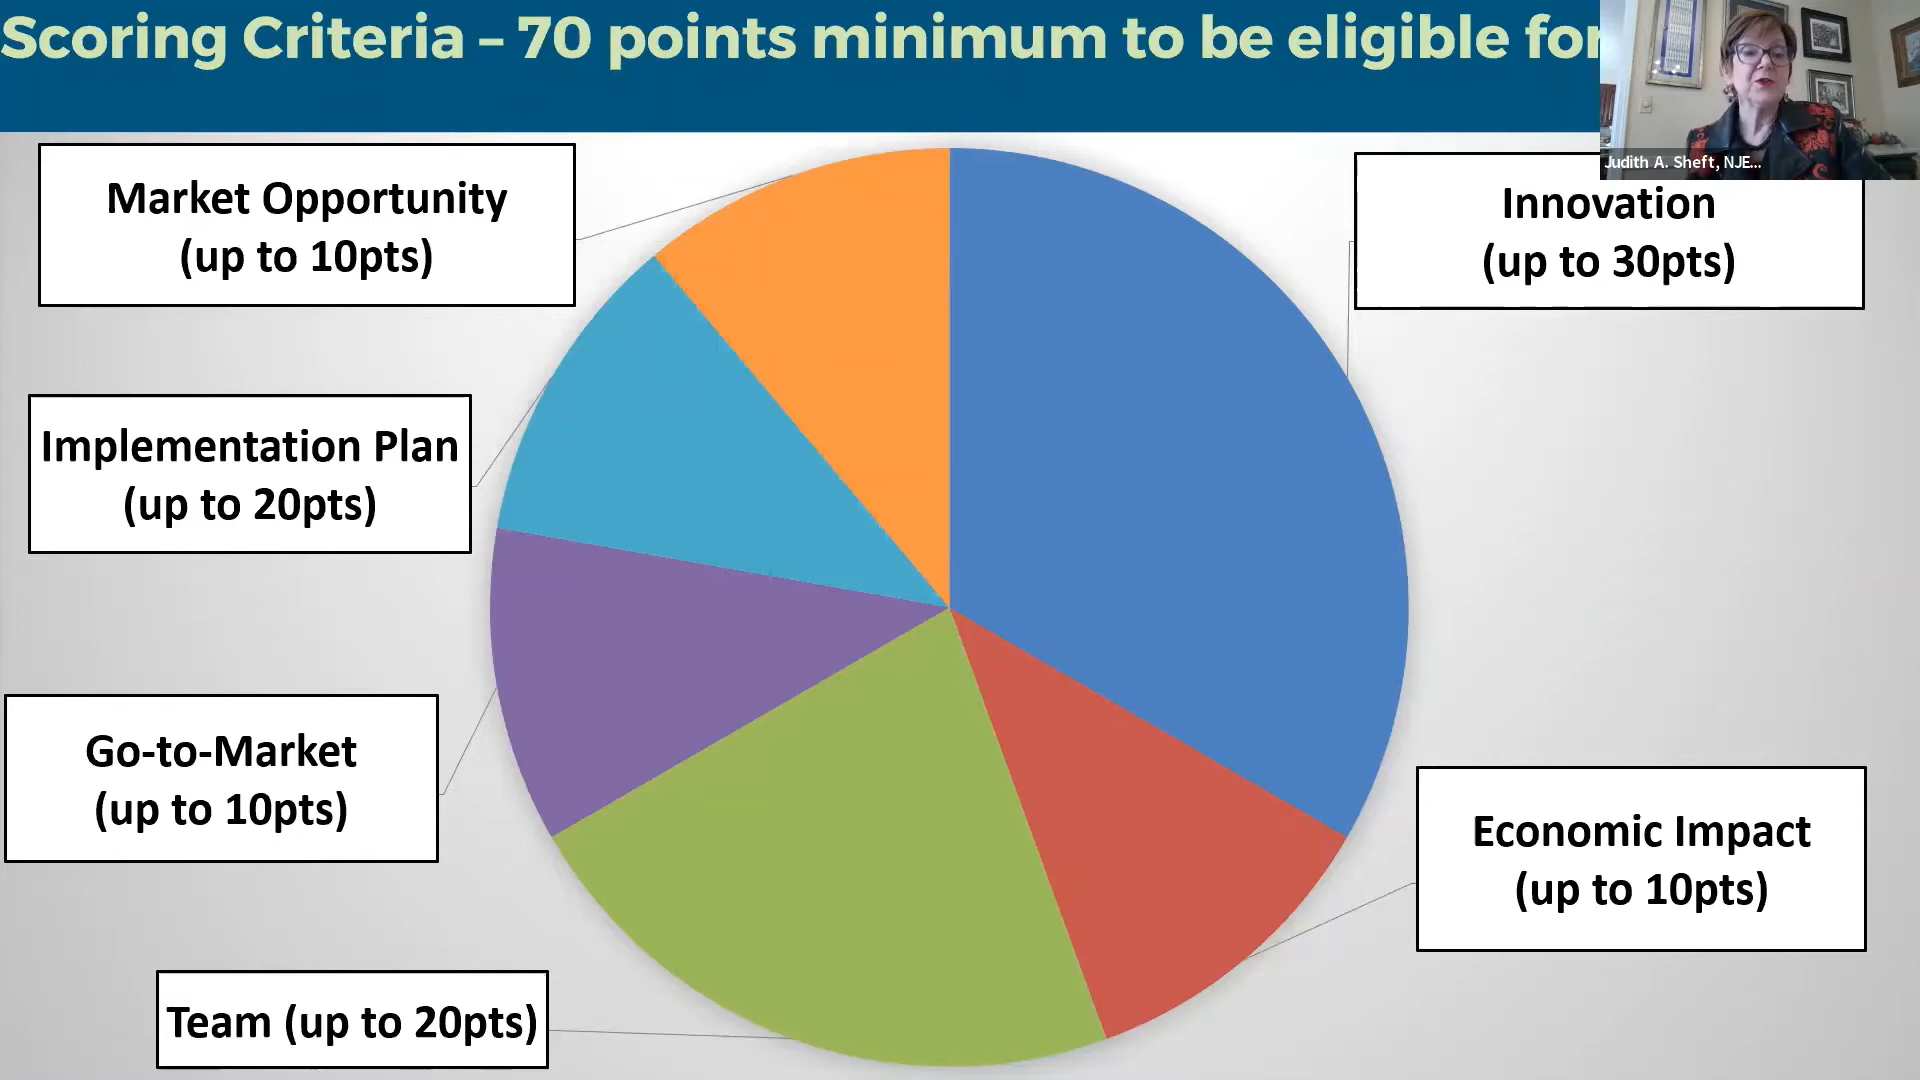 Scoring Criteria – 70 points minimum to be eligible for
Judith A. Sheft, NJE...
Market Opportunity
(up to 10pts)
Innovation
(up to 30pts)
Implementation Plan
(up to 20pts)
Go-to-Market
(up to 10pts)
Economic Impact
(up to 10pts)
Team (up to 20pts)